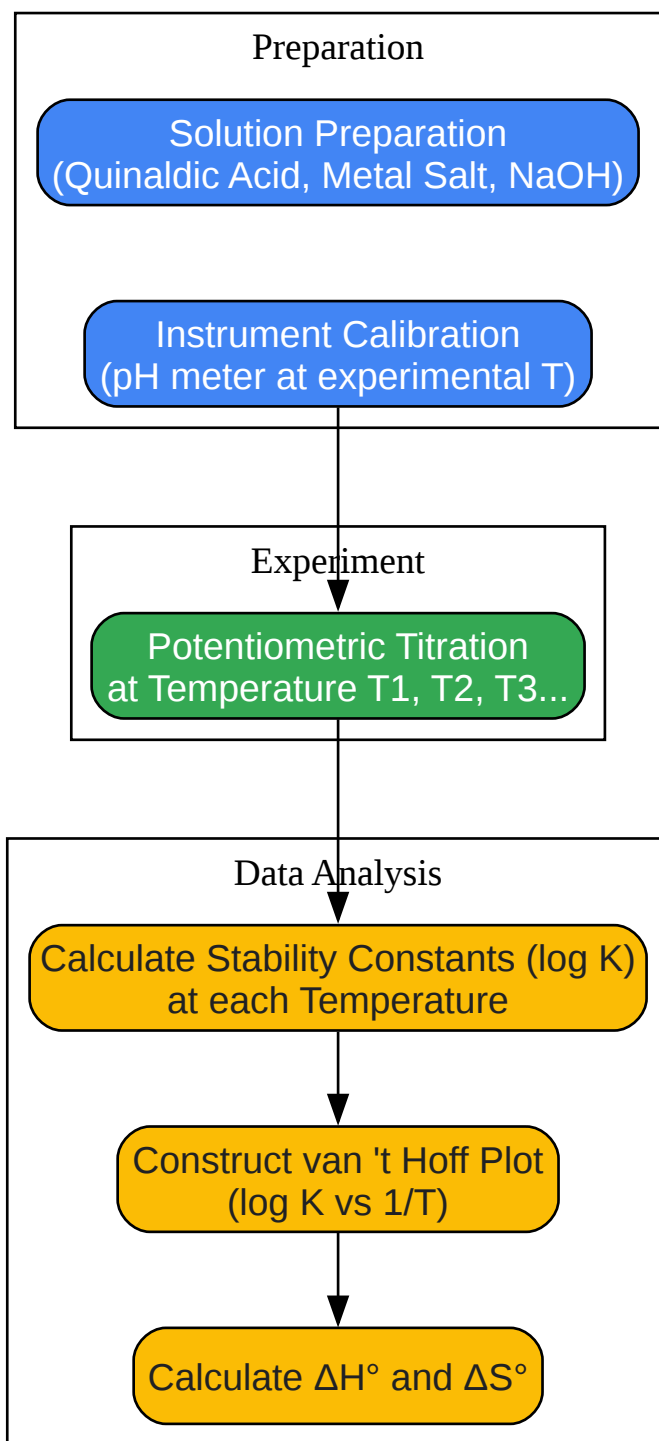 Preparation
Solution Preparation
(Quinaldic Acid, Metal Salt, NaOH)
Instrument Calibration
(pH meter at experimental T)
Experiment
Potentiometric Titration
at Temperature T1, T2, T3...
Data Analysis
Calculate Stability Constants (log K)
at each Temperature
Construct van 't Hoff Plot
(log K vs 1/T)
Calculate ΔH° and ΔS°